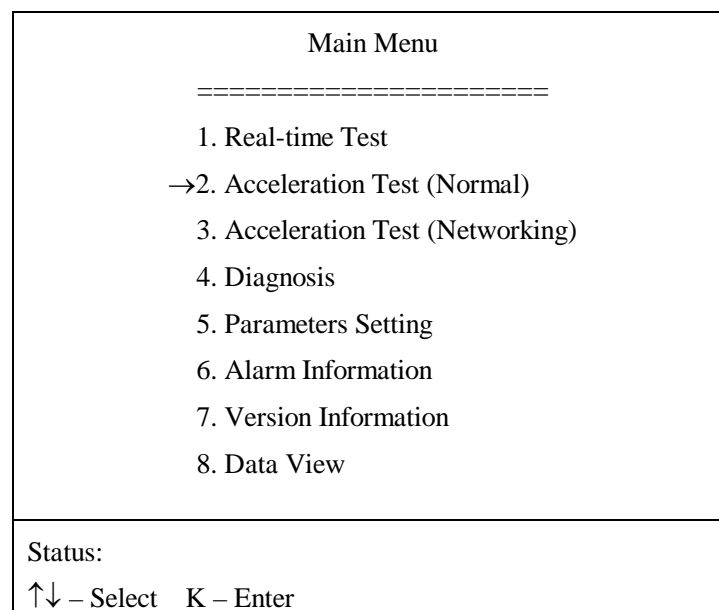 Main Menu
======================
1. Real-time Test
→2. Acceleration Test (Normal)
3. Acceleration Test (Networking)
4. Diagnosis
5. Parameters Setting
6. Alarm Information
7. Version Information
8. Data View
Status:
↑↓ – Select K – Enter